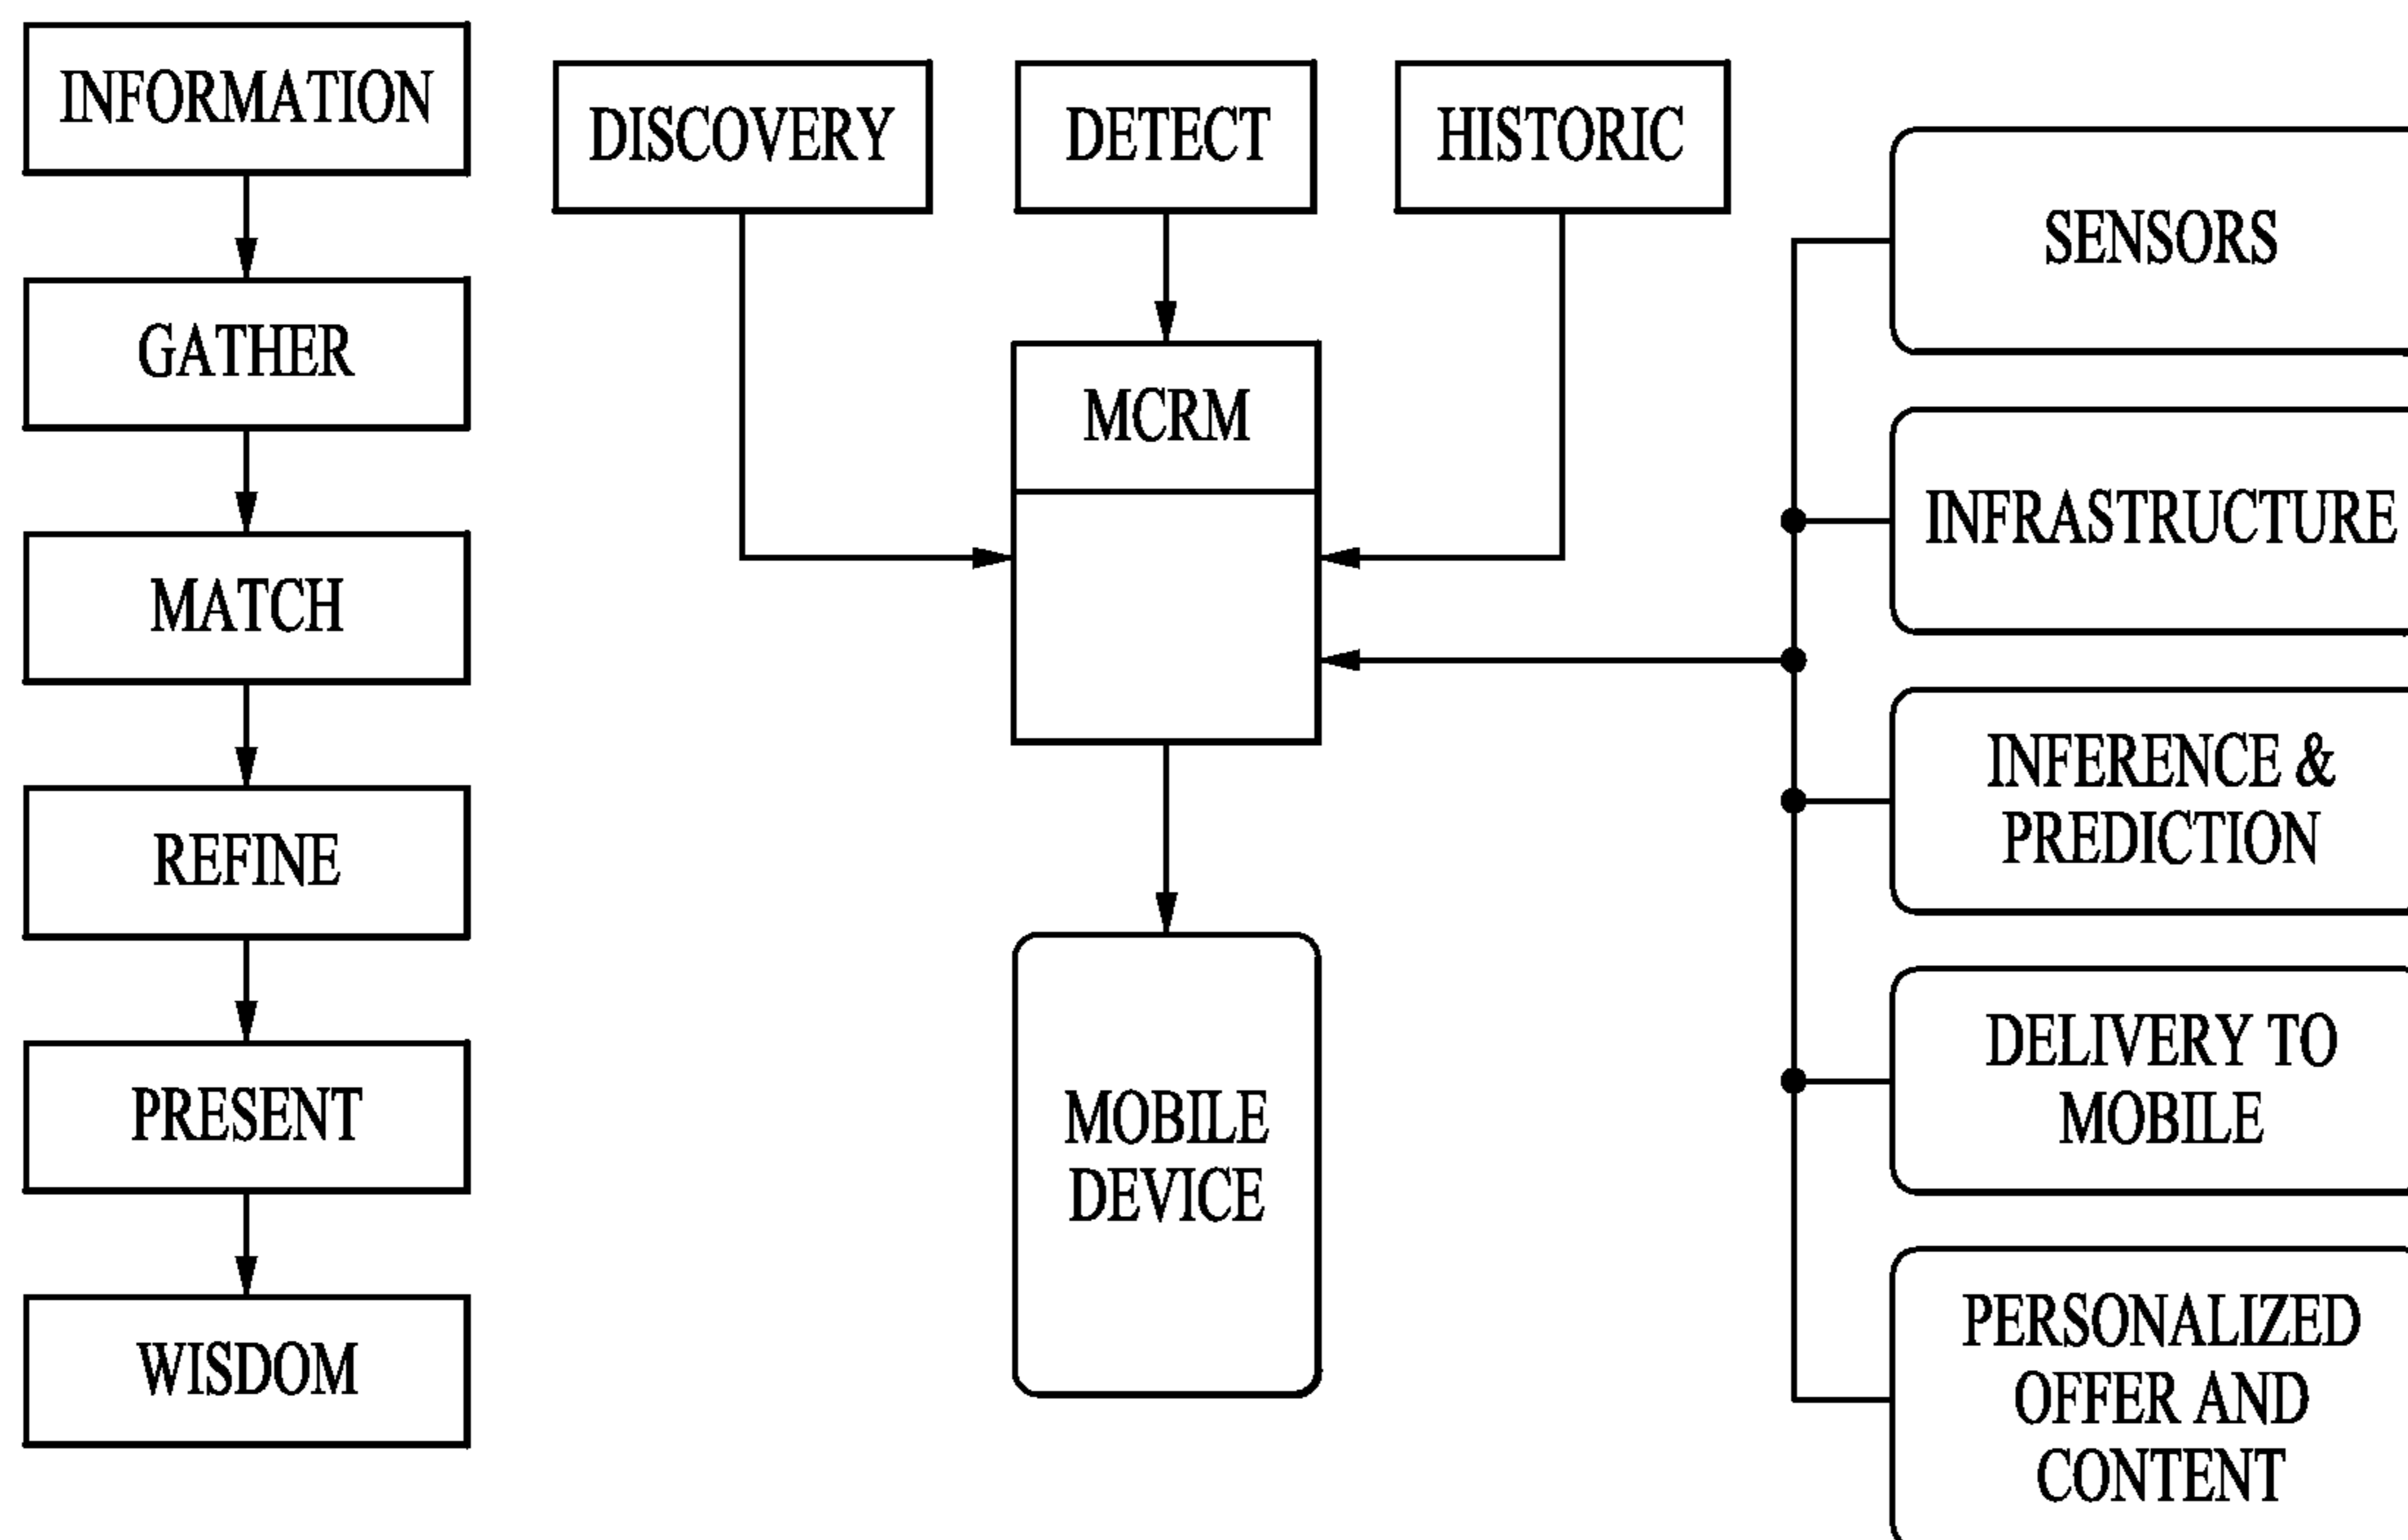 INFORMATION
GATHER
MATCH
REFINE
PRESENT
WISDOM
DISCOVERY
DETECT
HISTORIC
MCRM
MOBILE
DEVICE
SENSORS
INFRASTRUCTURE
INFERENCE &
PREDICTION
DELIVERY TO
MOBILE
PERSONALIZED
OFFER AND
CONTENT